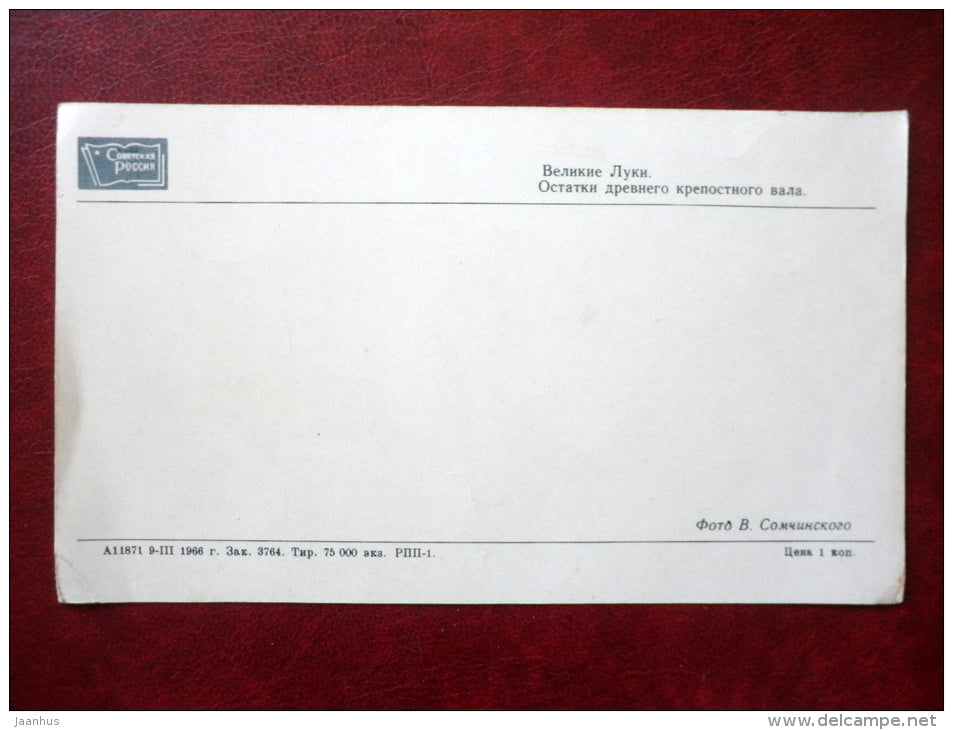 Советская
Россия
Великие Луки.
Остатки древнего крепостного вала.
Фото В. Сомчинского
А11871 9-III 1966 г. Зак. 3764. Тир. 75 000 экз. РПП-1.
Цена 1 коп.
jaanhus
www.delcampe.net